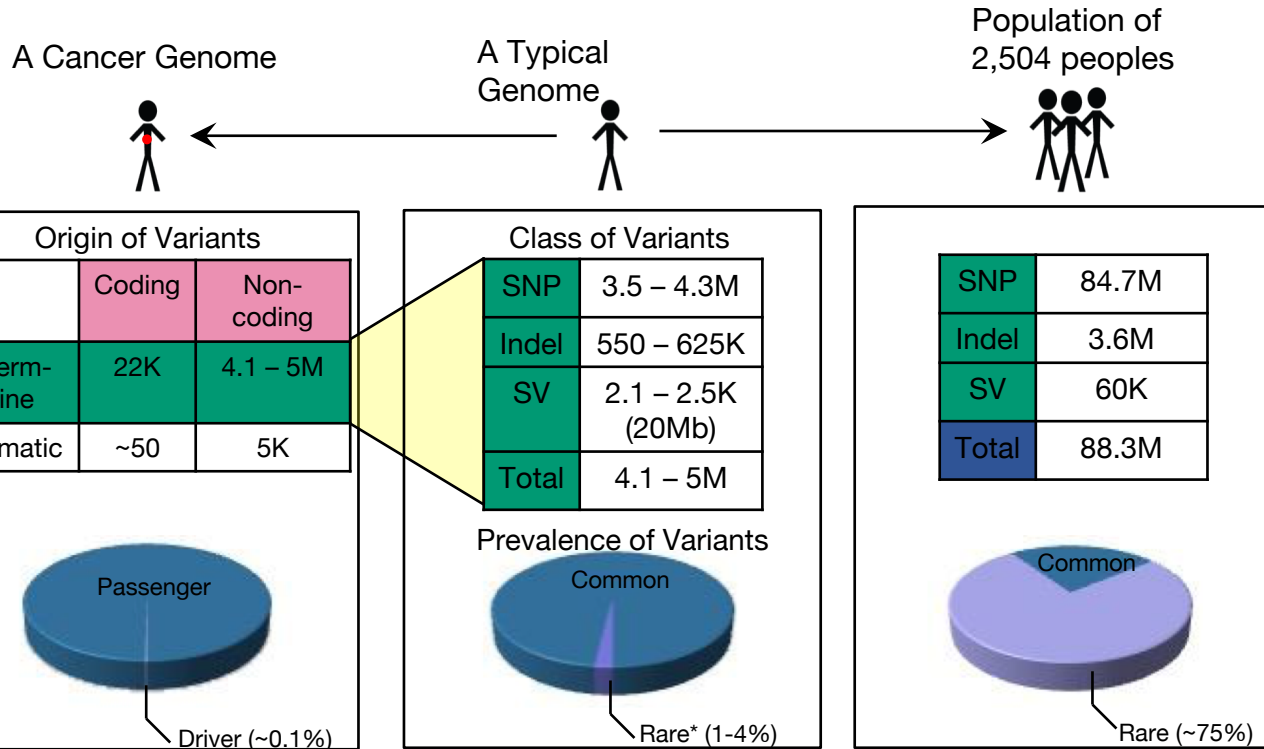 A Cancer Genome
A Typical
Genome
Population of
2,504 peoples
Origin of Variants
Coding
Non-
coding
erm-
ine
22K
4.1 – 5M
matic
~50
5K
Passenger
Driver (~0.1%)
Class of Variants
SNP
3.5 – 4.3M
Indel
550 – 625K
SV
2.1 – 2.5K
(20Mb)
Total
4.1 – 5M
Prevalence of Variants
Common
Rare* (1-4%)
SNP
84.7M
Indel
3.6M
SV
60K
Total
88.3M
Common
Rare (~75%)